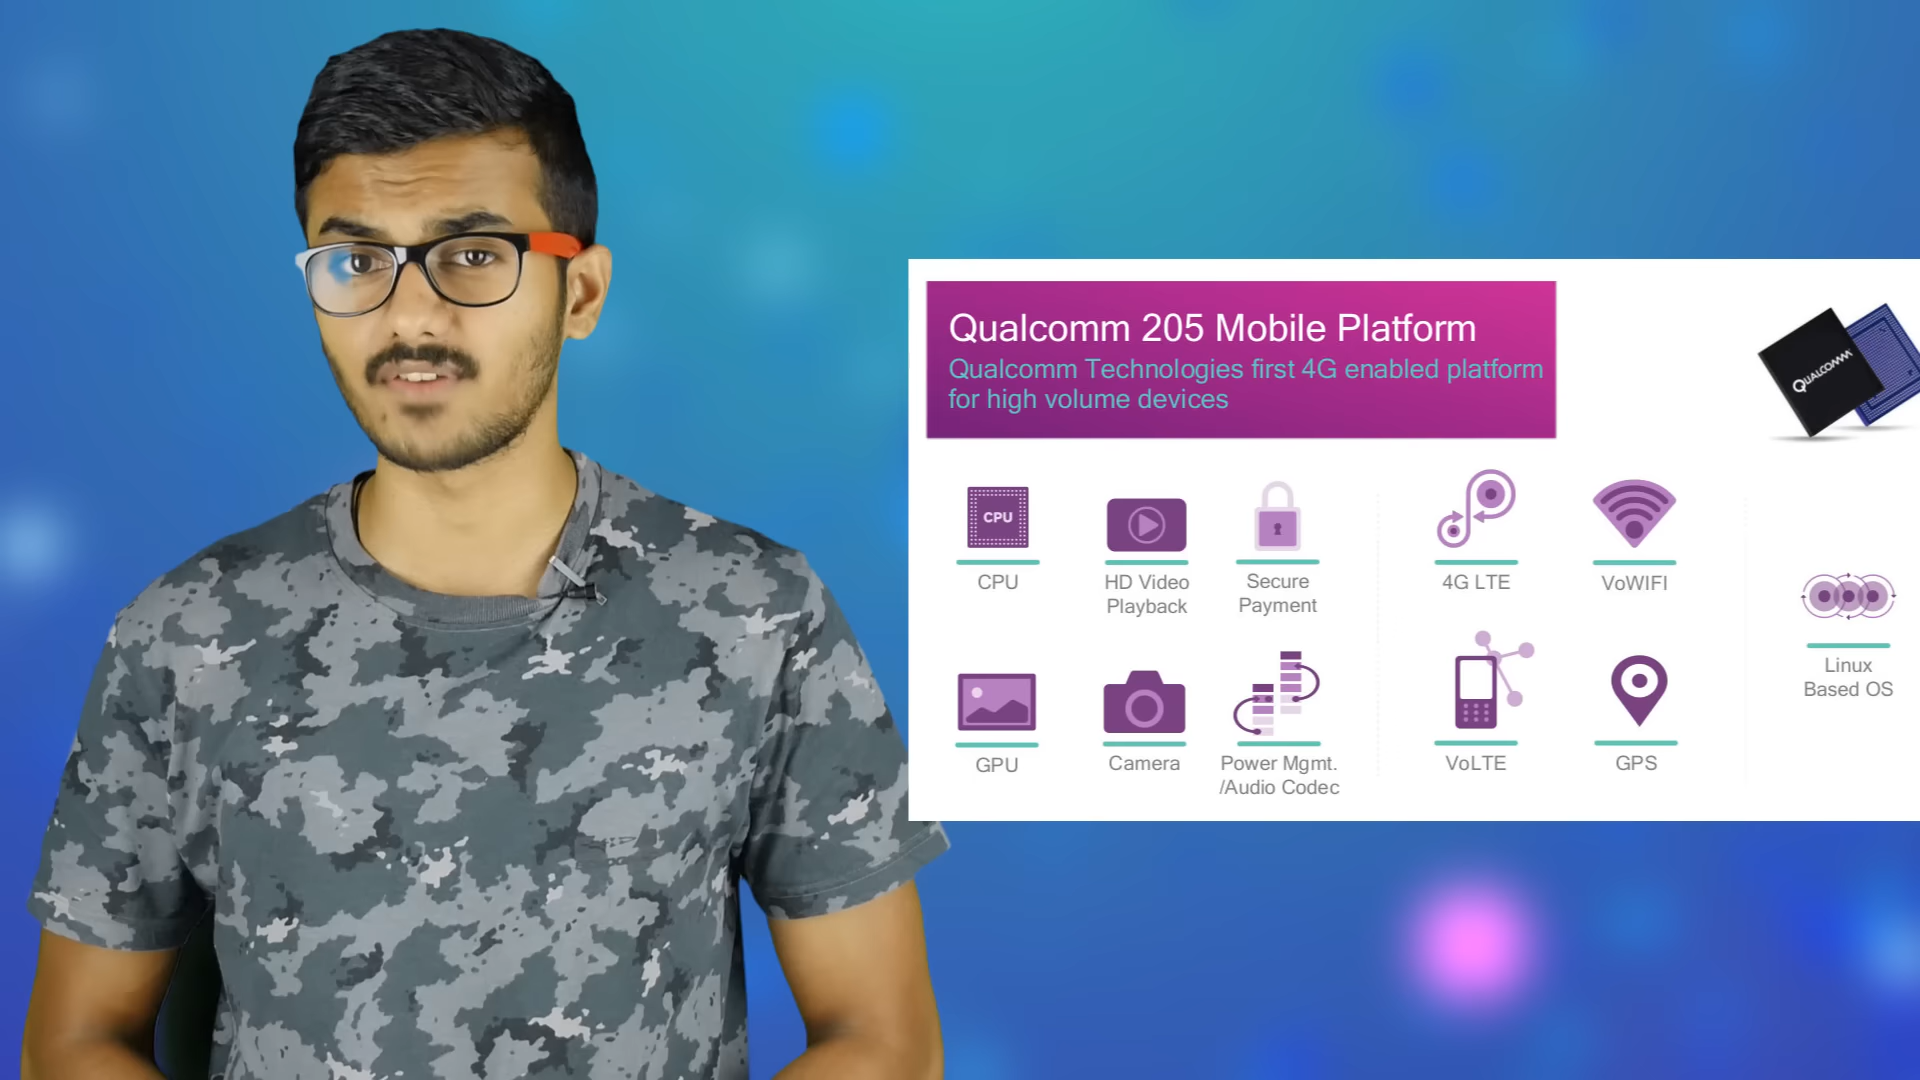 Qualcomm 205 Mobile Platform
Qualcomm Technologies first 4G enabled platform
for high volume devices
QUALCOMM
CPU
CPU
HD Video
Playback
Secure
Payment
4G LTE
VoWIFI
Linux
Based OS
GPU
Camera
Power Mgmt.
/Audio Codec
VoLTE
GPS